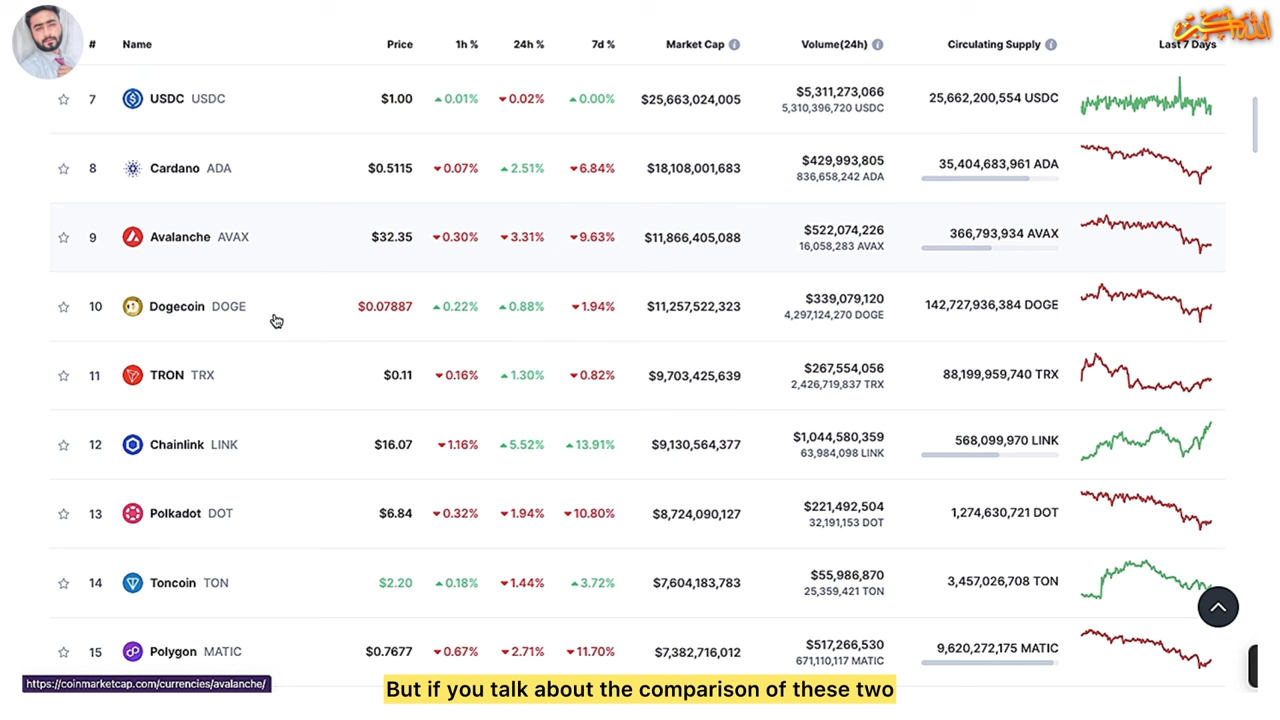 الله أكبر
# Name Price 1h % 24h % 7d % Market Cap Volume(24h) Circulating Supply Last 7 Days
7 USDC USDC $1.00 0.01% 0.02% 0.00% $25,663,024,005 $5,311,273,066 25,662,200,554 USDC
5,310,396,720 USDC
8 Cardano ADA $0.5115 0.07% 2.51% 6.84% $18,108,001,683 $429,993,805 35,404,683,961 ADA
836,658,242 ADA
9 Avalanche AVAX $32.35 0.30% 3.31% 9.63% $11,866,405,088 $522,074,226 366,793,934 AVAX
16,058,283 AVAX
10 Dogecoin DOGE $0.07887 0.22% 0.88% 1.94% $11,257,522,323 $339,079,120 142,727,936,384 DOGE
4,297,124,270 DOGE
11 TRON TRX $0.11 0.16% 1.30% 0.82% $9,703,425,639 $267,554,056 88,199,959,740 TRX
2,426,719,837 TRX
12 Chainlink LINK $16.07 1.16% 5.52% 13.91% $9,130,564,377 $1,044,580,359 568,099,970 LINK
63,984,098 LINK
13 Polkadot DOT $6.84 0.32% 1.94% 10.80% $8,724,090,127 $221,492,504 1,274,630,721 DOT
32,191,153 DOT
14 Toncoin TON $2.20 0.18% 1.44% 3.72% $7,604,183,783 $55,986,870 3,457,026,708 TON
25,359,421 TON
15 Polygon MATIC $0.7677 0.67% 2.71% 11.70% $7,382,716,012 $517,266,530 9,620,272,175 MATIC
671,110,117 MATIC
https://coinmarketcap.com/currencies/avalanche/
But if you talk about the comparison of these two